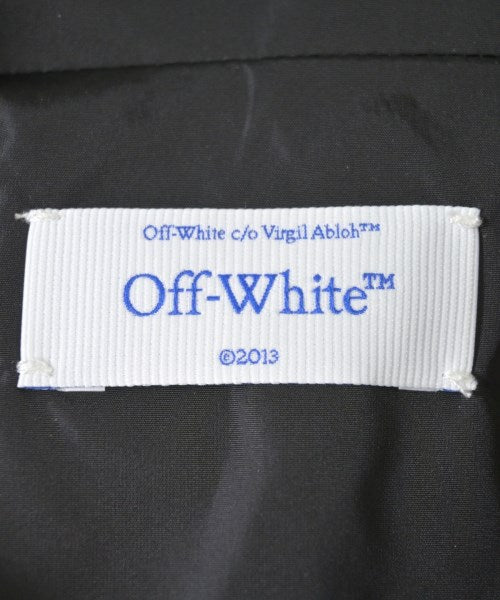 Off-White c/o Virgil Abloh™
Off-White™
©2013